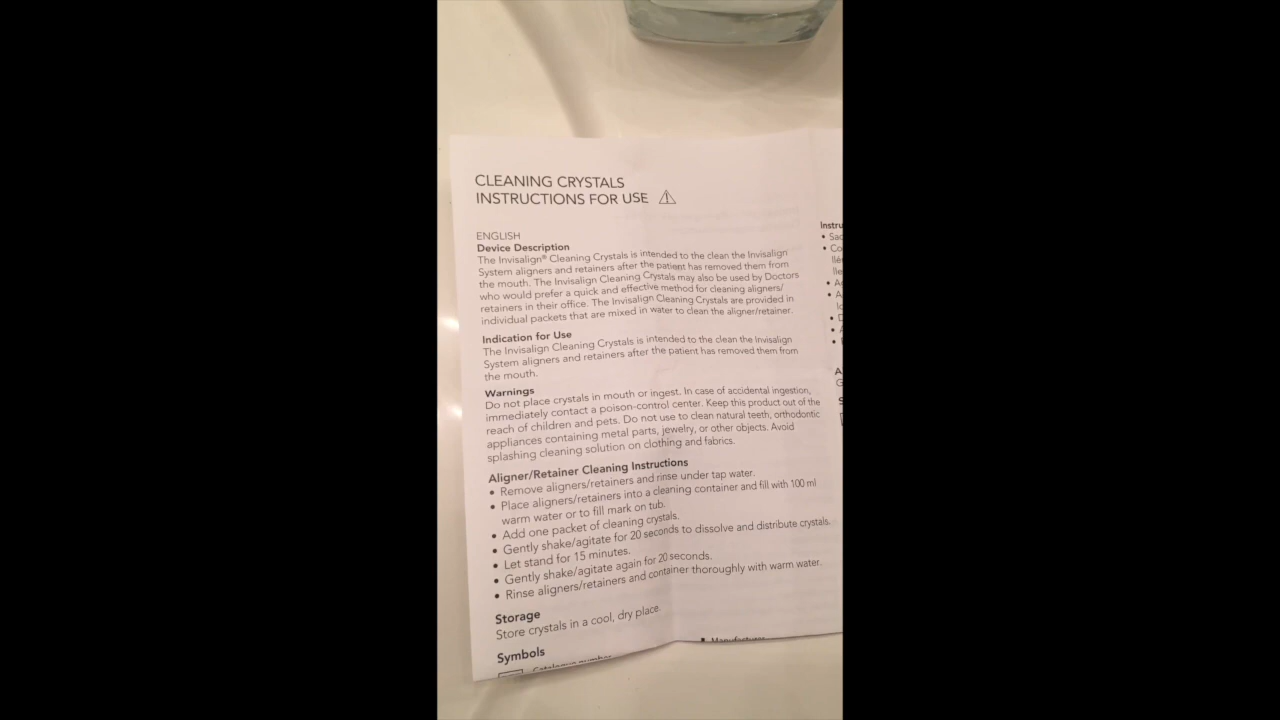 CLEANING CRYSTALS
INSTRUCTIONS FOR USE
ENGLISH
Device Description
The Invisalign® Cleaning Crystals is intended to the clean the Invisalign
System aligners and retainers after the patient has removed them from
the mouth. The Invisalign Cleaning Crystals may also be used by Doctors
who would prefer a quick and effective method for cleaning aligners/
retainers in their office. The Invisalign Cleaning Crystals are provided in
individual packets that are mixed in water to clean the aligner/retainer.
Indication for Use
The Invisalign Cleaning Crystals is intended to the clean the Invisalign
System aligners and retainers after the patient has removed them from
the mouth.
Warnings
Do not place crystals in mouth or ingest. In case of accidental ingestion,
immediately contact a poison-control center. Keep this product out of the
reach of children and pets. Do not use to clean natural teeth, orthodontic
appliances containing metal parts, jewelry, or other objects. Avoid
splashing cleaning solution on clothing and fabrics.
Aligner/Retainer Cleaning Instructions
• Remove aligners/retainers and rinse under tap water.
• Place aligners/retainers into a cleaning container and fill with 100 ml
warm water or to fill mark on tub.
• Add one packet of cleaning crystals.
• Gently shake/agitate for 20 seconds to dissolve and distribute crystals.
• Let stand for 15 minutes.
• Gently shake/agitate again for 20 seconds.
• Rinse aligners/retainers and container thoroughly with warm water.
Storage
Store crystals in a cool, dry place.
Symbols
Catalogue number
Manufacturer
Instru
• Sac
• Co